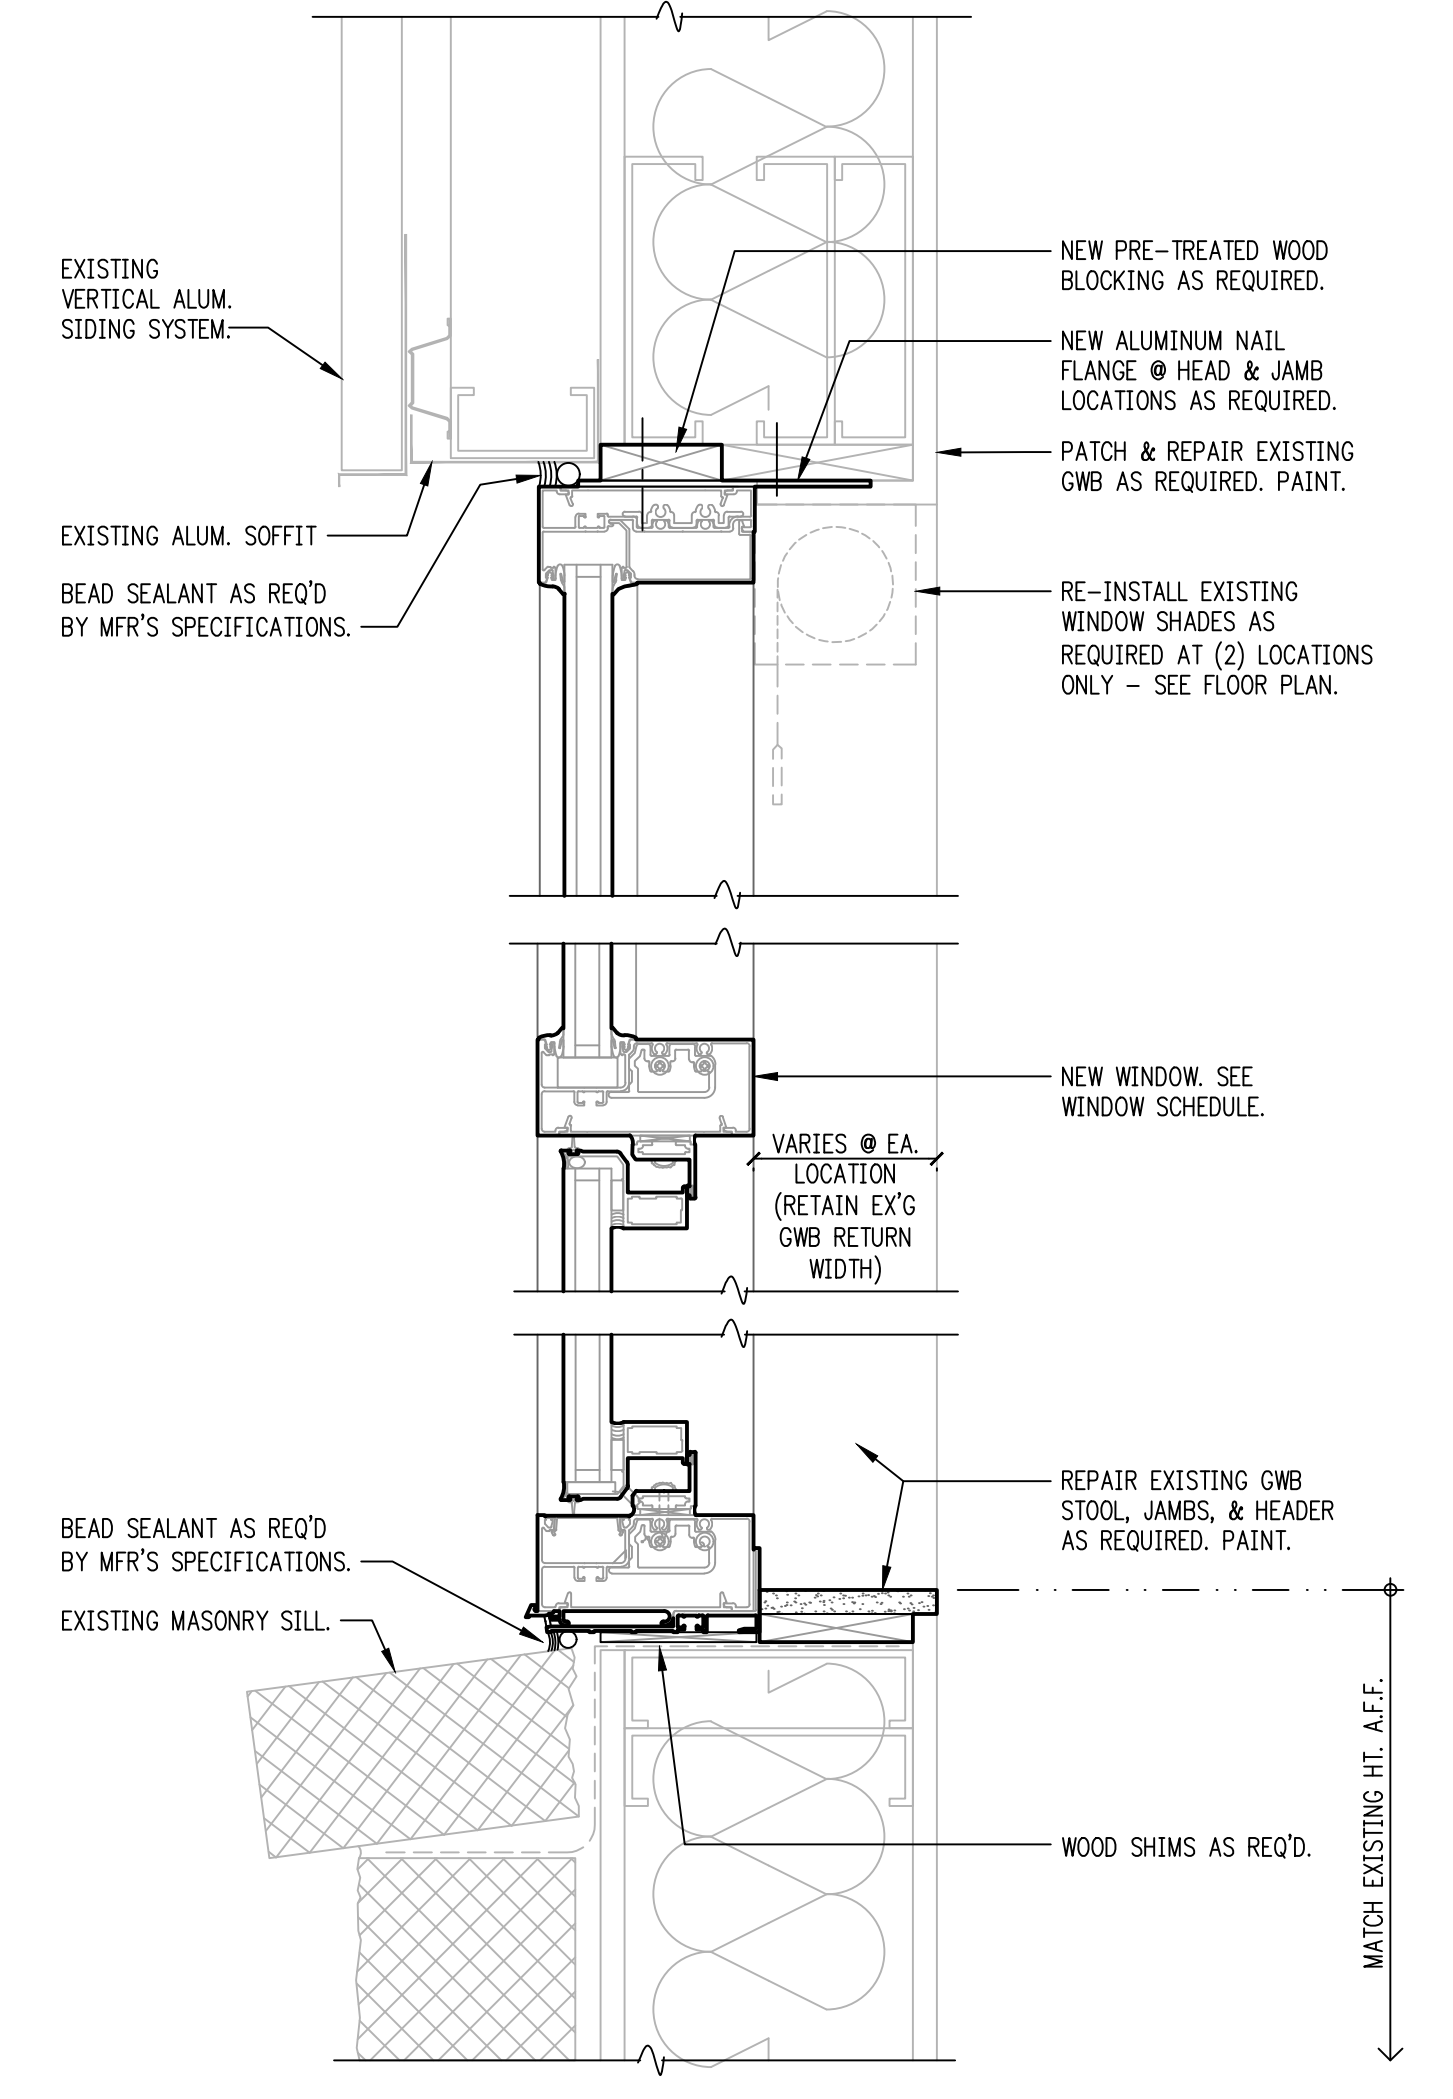 EXISTING
VERTICAL ALUM.
SIDING SYSTEM.
EXISTING ALUM. SOFFIT
BEAD SEALANT AS REQ'D
BY MFR'S SPECIFICATIONS.
NEW PRE-TREATED WOOD
BLOCKING AS REQUIRED.
NEW ALUMINUM NAIL
FLANGE @ HEAD & JAMB
LOCATIONS AS REQUIRED.
PATCH & REPAIR EXISTING
GWB AS REQUIRED. PAINT.
RE-INSTALL EXISTING
WINDOW SHADES AS
REQUIRED AT (2) LOCATIONS
ONLY - SEE FLOOR PLAN.
NEW WINDOW. SEE
WINDOW SCHEDULE.
VARIES @ EA.
LOCATION
(RETAIN EX'G
GWB RETURN
WIDTH)
REPAIR EXISTING GWB
STOOL, JAMBS, & HEADER
AS REQUIRED. PAINT.
BEAD SEALANT AS REQ'D
BY MFR'S SPECIFICATIONS.
EXISTING MASONRY SILL.
WOOD SHIMS AS REQ'D.
MATCH EXISTING HT. A.F.F.